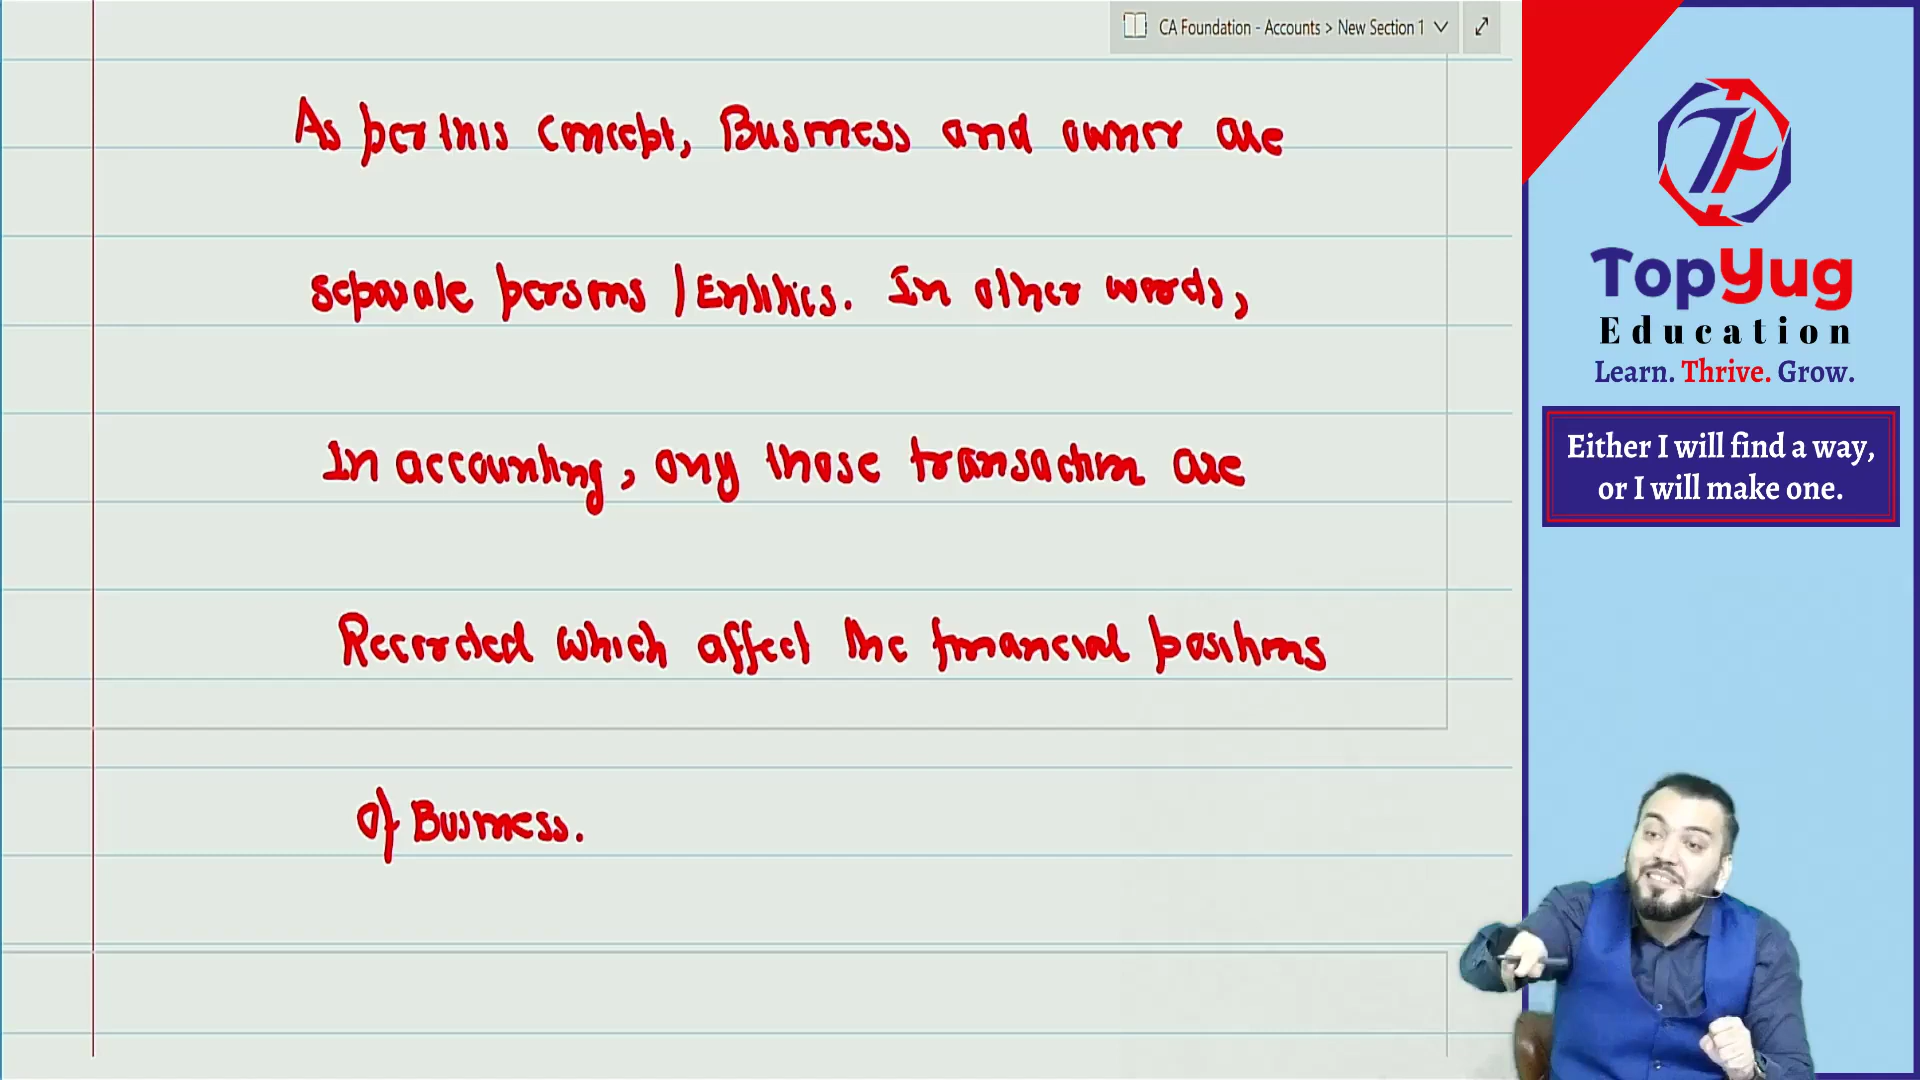 CA Foundation - Accounts > New Section 1
As per this concept, Business and owner are
separate persons / Entities. In other words,
In accounting, only those transaction are
Recorded which affect the financial positions
of Business.
TopYug
Education
Learn. Thrive. Grow.
Either I will find a way,
or I will make one.